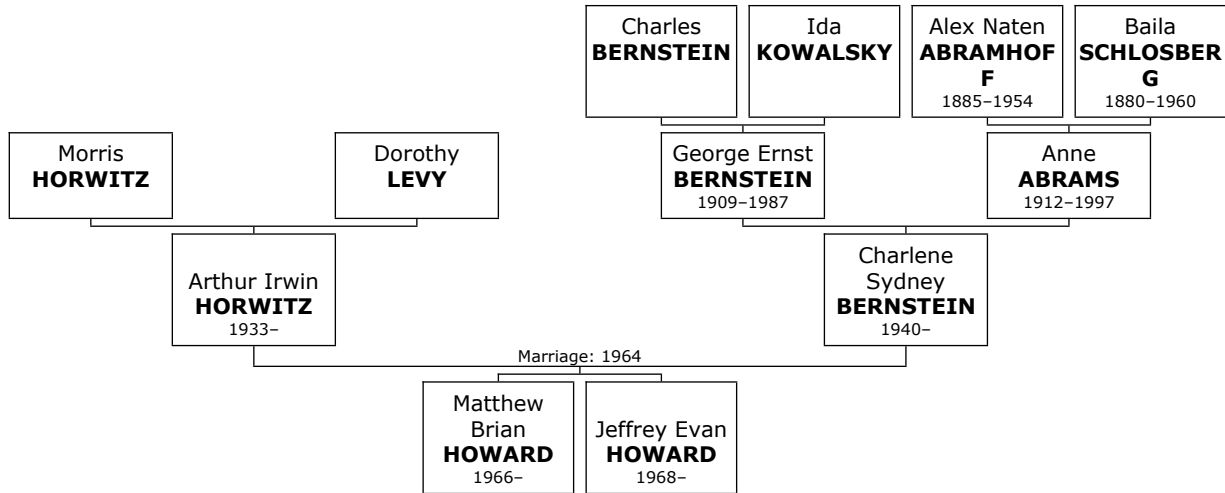 Charles
BERNSTEIN
Ida
KOWALSKY
Alex Naten
ABRAMHOF
F
1885–1954
Baila
SCHLOSBER
G
1880–1960
Morris
HORWITZ
Dorothy
LEVY
George Ernst
BERNSTEIN
1909–1987
Anne
ABRAMS
1912–1997
Arthur Irwin
HORWITZ
1933–
Charlene
Sydney
BERNSTEIN
1940–
Marriage: 1964
Matthew
Brian
HOWARD
1966–
Jeffrey Evan
HOWARD
1968–